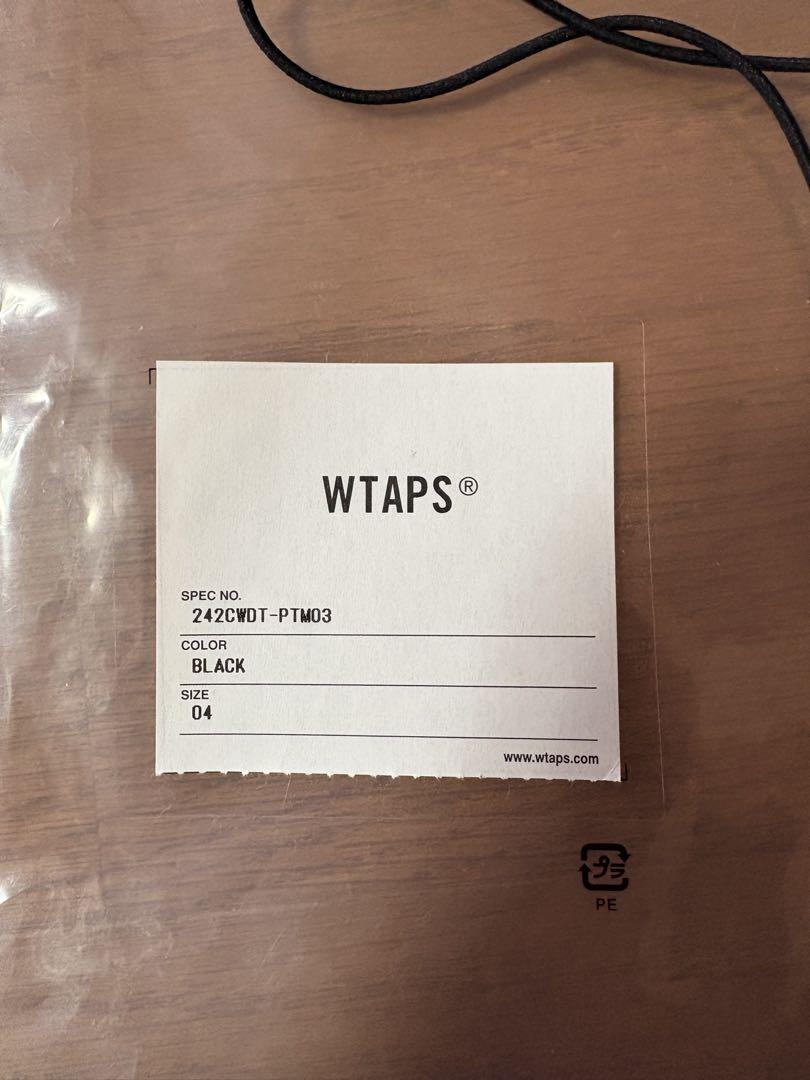 WTAPS®
SPEC NO.
242CWDT-PTM03
COLOR
BLACK
SIZE
04
www.wtaps.com
プラ
PE